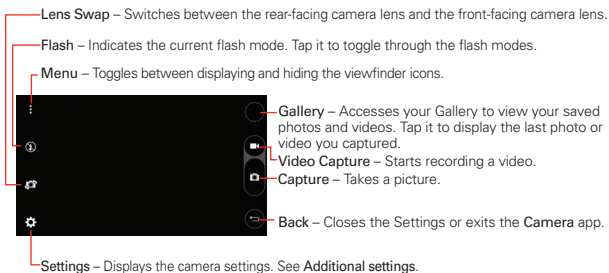 Lens Swap – Switches between the rear-facing camera lens and the front-facing camera lens.
Flash – Indicates the current flash mode. Tap it to toggle through the flash modes.
Menu – Toggles between displaying and hiding the viewfinder icons.
Gallery – Accesses your Gallery to view your saved
photos and videos. Tap it to display the last photo or
video you captured.
Video Capture – Starts recording a video.
Capture – Takes a picture.
Back – Closes the Settings or exits the Camera app.
Settings – Displays the camera settings. See Additional settings.